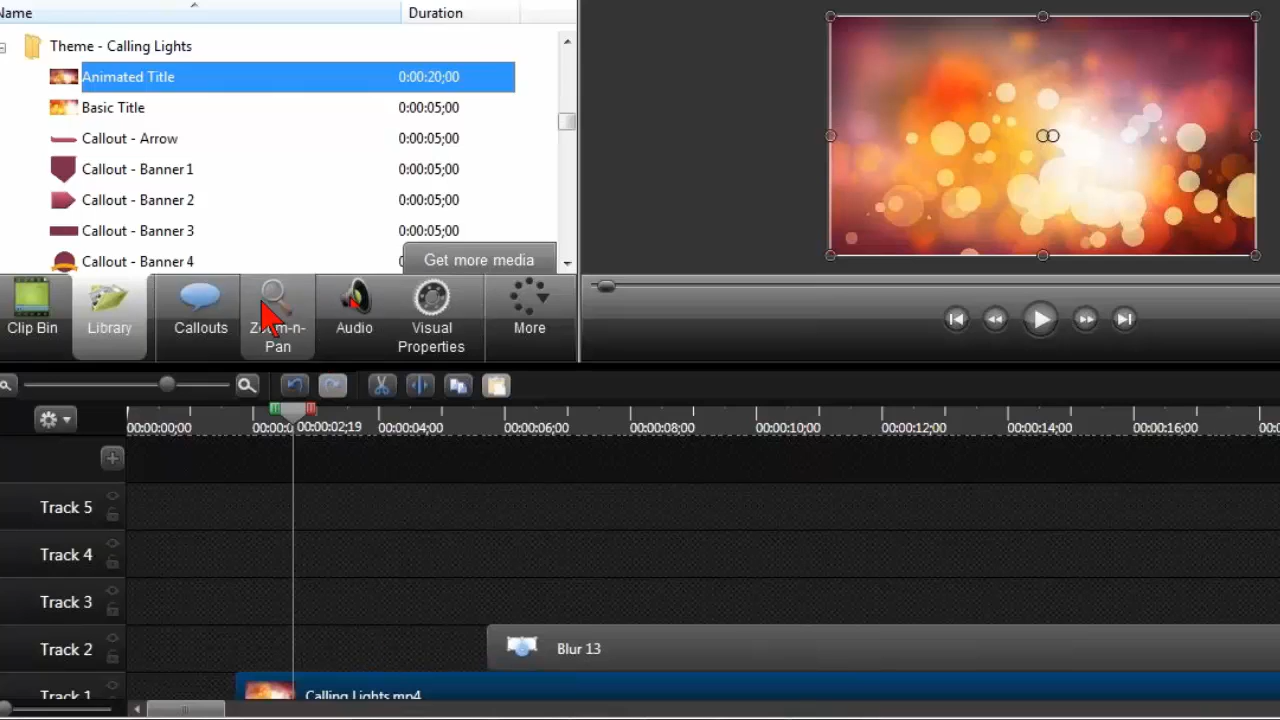 Name Duration
Theme - Calling Lights
Animated Title 0:00:20;00
Basic Title 0:00:05;00
Callout - Arrow 0:00:05;00
Callout - Banner 1 0:00:05;00
Callout - Banner 2 0:00:05;00
Callout - Banner 3 0:00:05;00
Callout - Banner 4
Get more media
Clip Bin Library Callouts Zoom-n-Pan Audio Visual Properties More
00:00:00;00 00:00:02;19 00:00:04;00 00:00:06;00 00:00:08;00 00:00:10;00 00:00:12;00 00:00:14;00 00:00:16;00
Track 5
Track 4
Track 3
Track 2 Blur 13
Track 1 Calling Lights.mp4